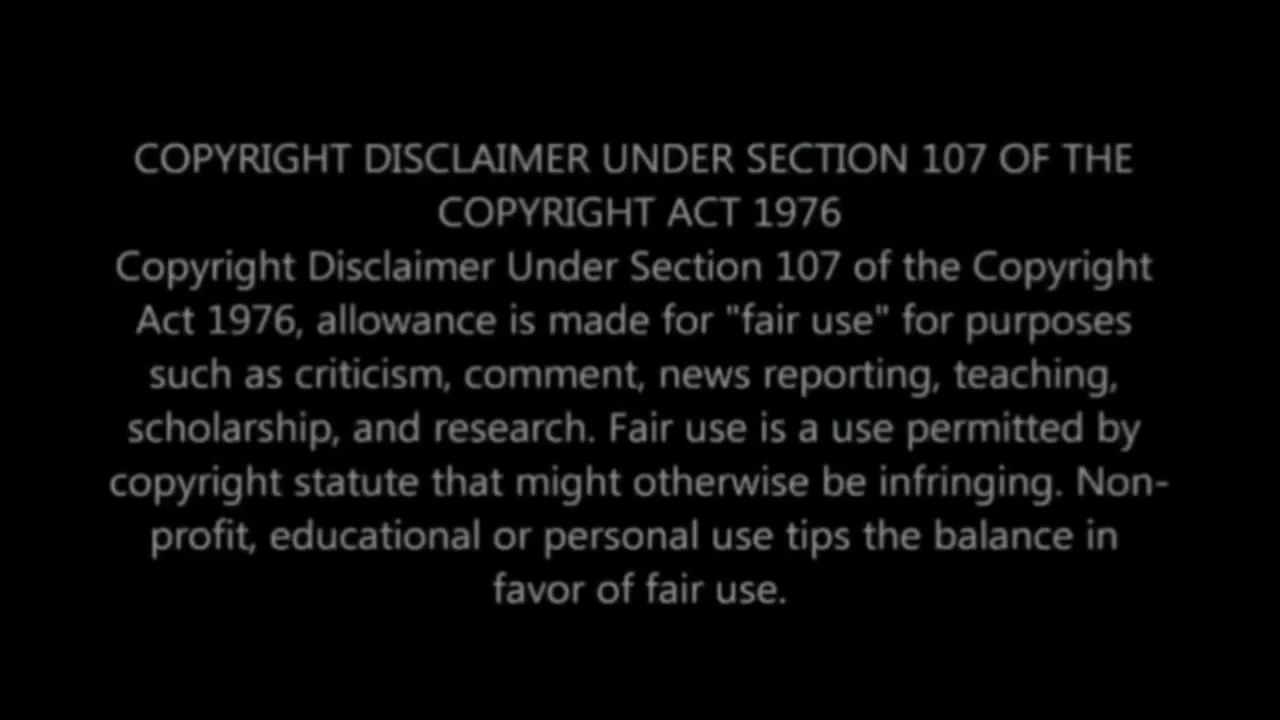 COPYRIGHT DISCLAIMER UNDER SECTION 107 OF THE
COPYRIGHT ACT 1976
Copyright Disclaimer Under Section 107 of the Copyright
Act 1976, allowance is made for "fair use" for purposes
such as criticism, comment, news reporting, teaching,
scholarship, and research. Fair use is a use permitted by
copyright statute that might otherwise be infringing. Non-
profit, educational or personal use tips the balance in
favor of fair use.